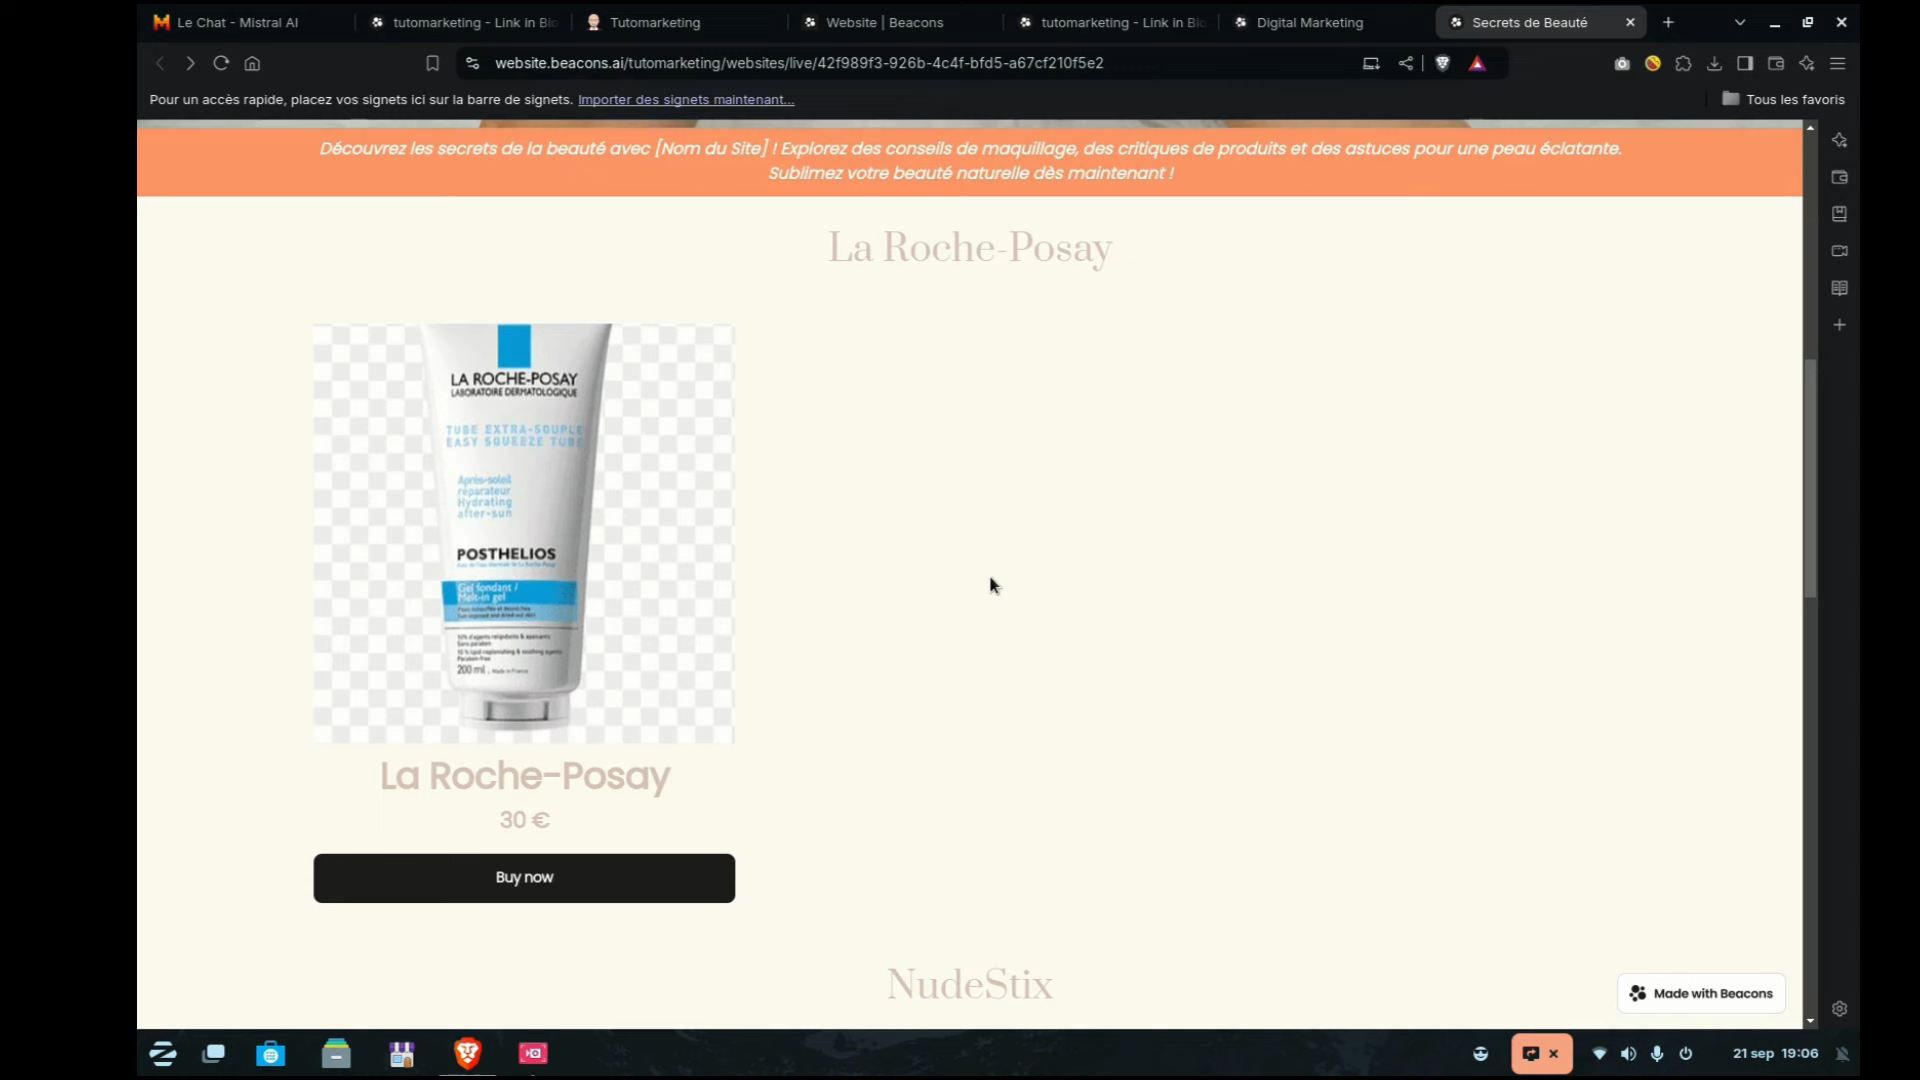 Le Chat - Mistral AI
tutomarketing - Link in Bio
Tutomarketing
Website | Beacons
tutomarketing - Link in Bio
Digital Marketing
Secrets de Beauté
website.beacons.ai/tutomarketing/websites/live/42f989f3-926b-4c4f-bfd5-a67cf210f5e2
Pour un accès rapide, placez vos signets ici sur la barre de signets. Importer des signets maintenant...
Tous les favoris
Découvrez les secrets de la beauté avec [Nom du Site] ! Explorez des conseils de maquillage, des critiques de produits et des astuces pour une peau éclatante.
Sublimez votre beauté naturelle dès maintenant !
La Roche-Posay
LA ROCHE-POSAY
LABORATOIRE DERMATOLOGIQUE
TUBE EXTRA-SOUPLE
EASY SQUEEZE TUBE
Après-soleil
réparateur
Hydrating
after-sun
POSTHELIOS
Gel fondant /
Melt-in gel
200 ml . Made in France
La Roche-Posay
30 €
Buy now
NudeStix
Made with Beacons
21 sep 19:06